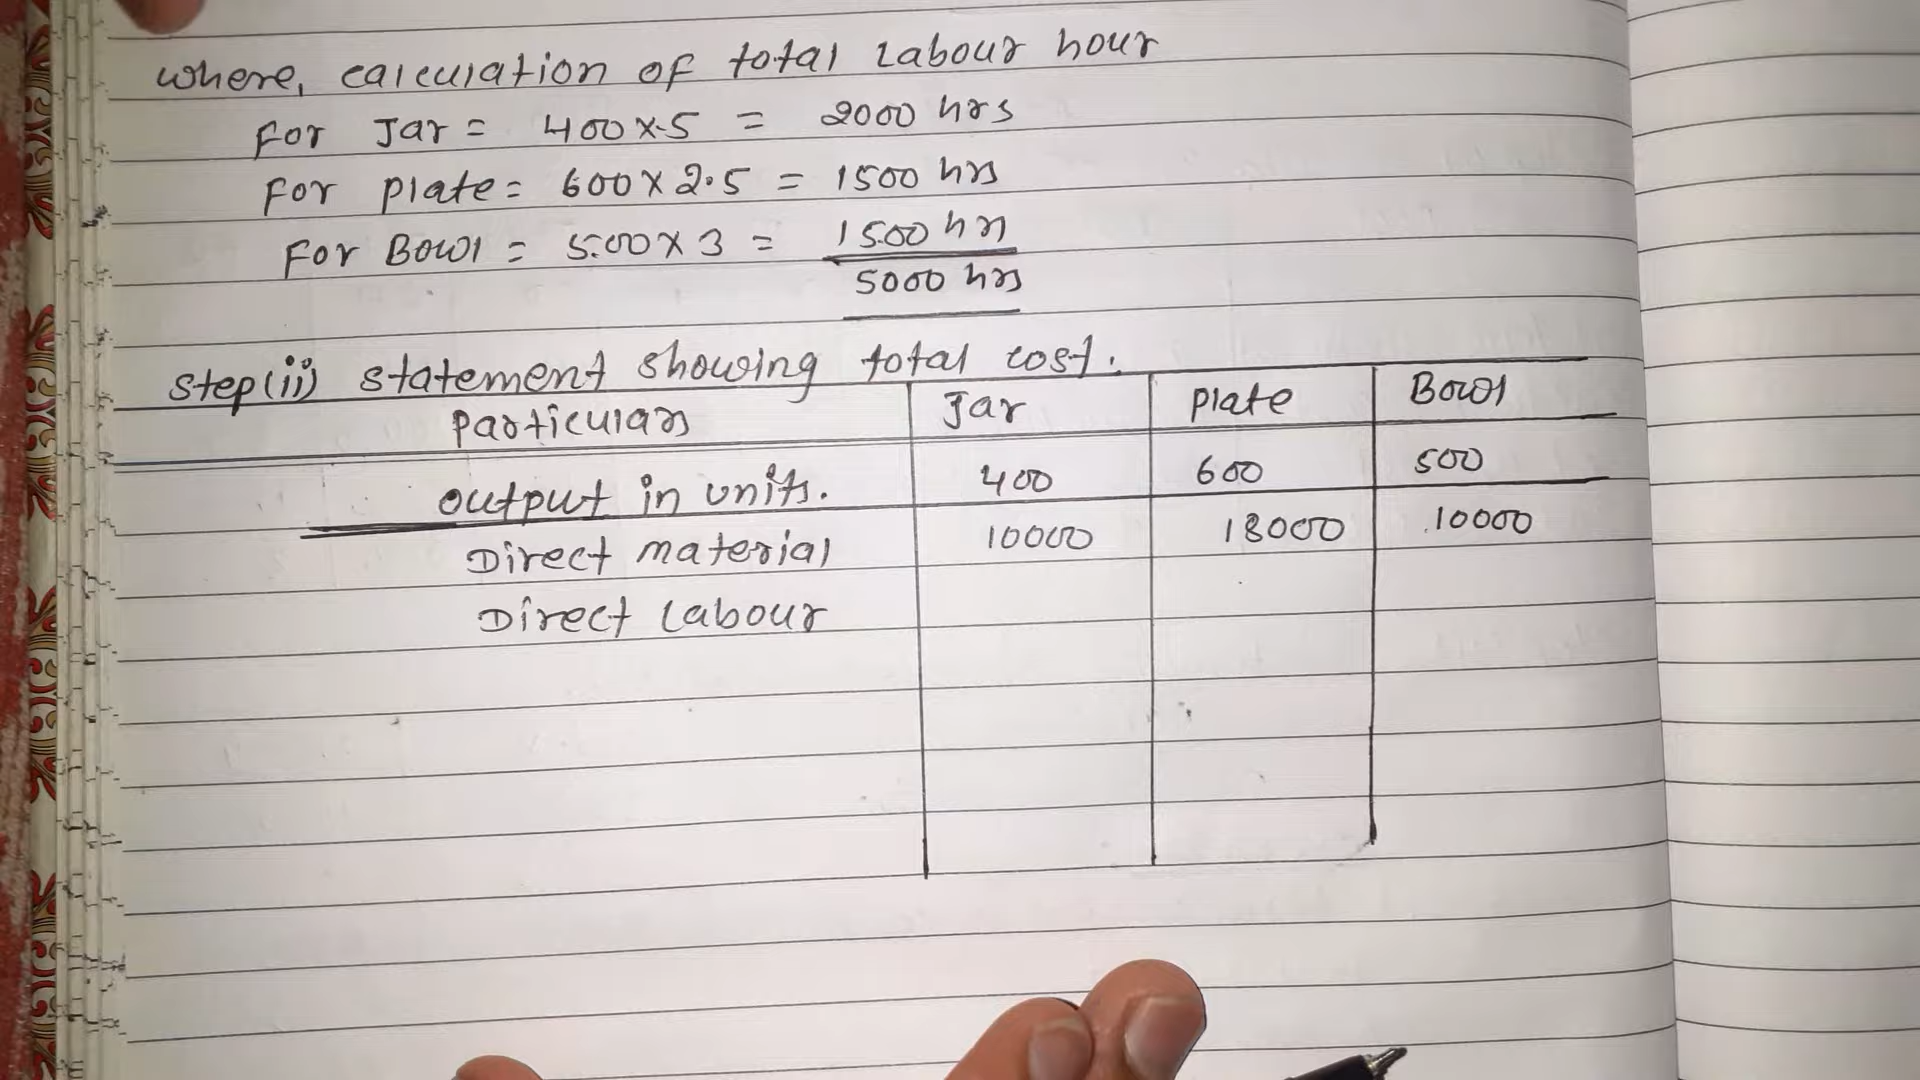 where, calculation of total Labour hour
For Jar = 400 x 5 = 2000 hrs
For plate = 600 x 2.5 = 1500 hrs
For Bowl = 500 x 3 = 1500 hrs
5000 hrs
Step (ii) statement showing total cost.
particulars Jar plate Bowl
output in units. 400 600 500
Direct material 10000 18000 10000
Direct Labour